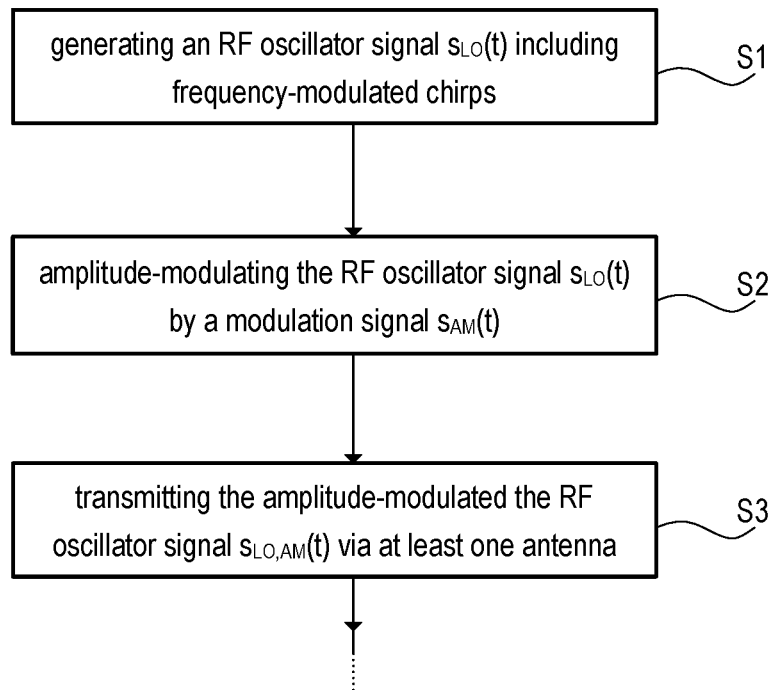 generating an RF oscillator signal sLO(t) including
frequency-modulated chirps
S1
amplitude-modulating the RF oscillator signal sLO(t)
by a modulation signal sAM(t)
S2
transmitting the amplitude-modulated the RF
oscillator signal sLO,AM(t) via at least one antenna
S3